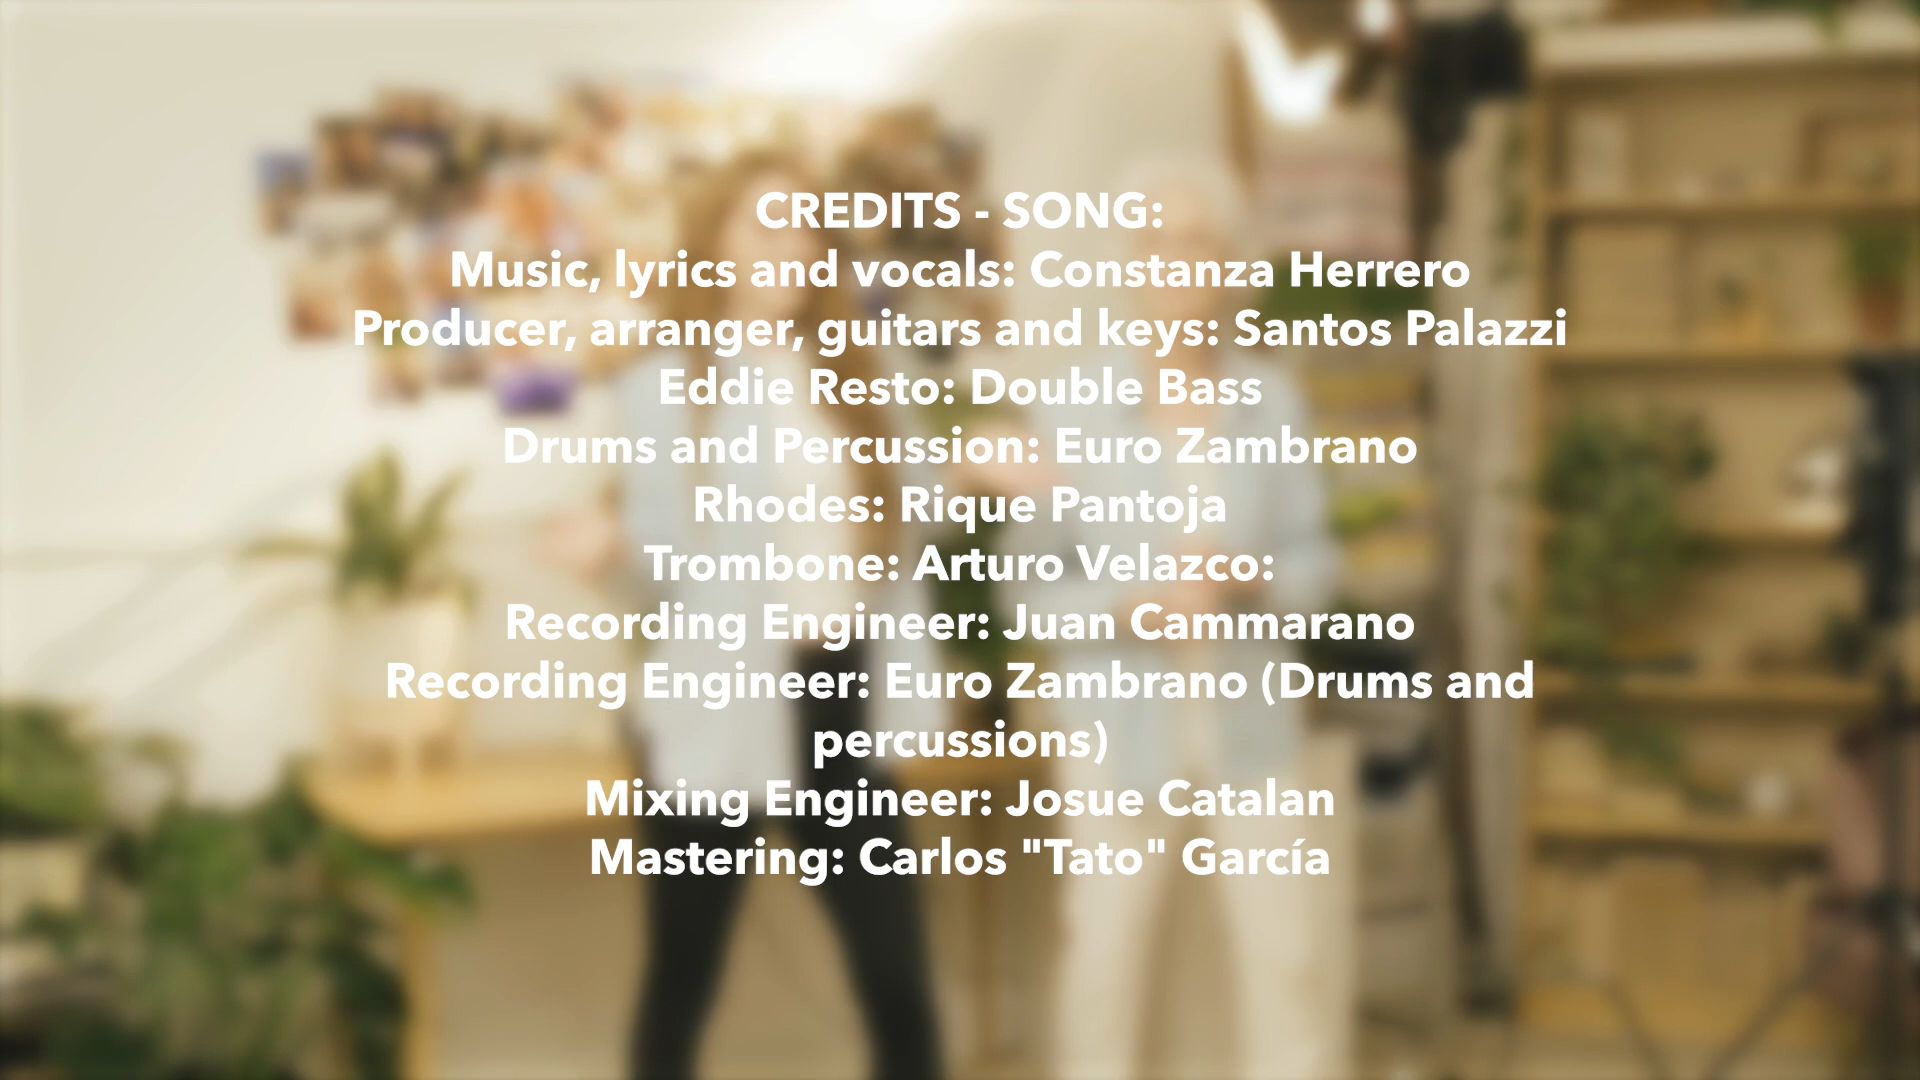 CREDITS - SONG:
Music, lyrics and vocals: Constanza Herrero
Producer, arranger, guitars and keys: Santos Palazzi
Eddie Resto: Double Bass
Drums and Percussion: Euro Zambrano
Rhodes: Rique Pantoja
Trombone: Arturo Velazco:
Recording Engineer: Juan Cammarano
Recording Engineer: Euro Zambrano (Drums and
percussions)
Mixing Engineer: Josue Catalan
Mastering: Carlos "Tato" García